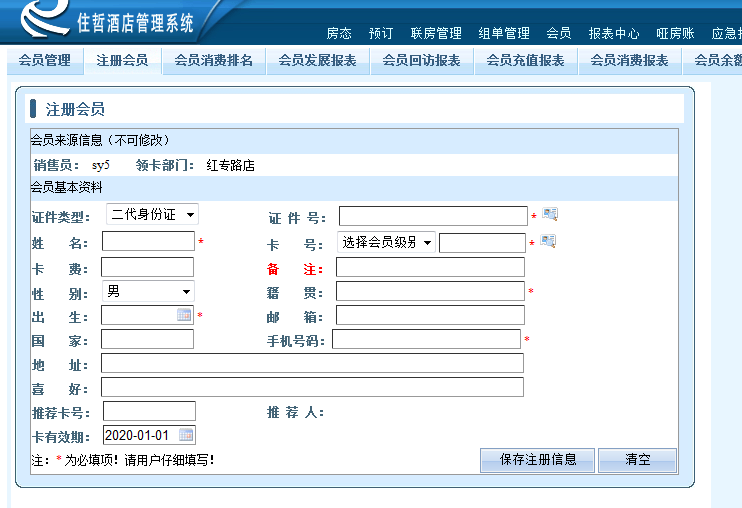 住哲酒店管理系统
房态 预订 联房管理 组单管理 会员 报表中心 哑房账 应急
会员管理 注册会员 会员消费排名 会员发展报表 会员回访报表 会员充值报表 会员消费报表 会员余
注册会员
会员来源信息（不可修改）
销售员： sy5 领卡部门： 红专路店
会员基本资料
证件类型： 二代身份证 证 件 号： *
姓 名： * 卡 号： 选择会员级别 *
卡 费： 备 注：
性 别： 男 籍 贯： *
出 生： * 邮 箱：
国 家： 手机号码： *
地 址：
喜 好：
推荐卡号： 推 荐 人：
卡有效期： 2020-01-01
注：*为必填项！请用户仔细填写！ 保存注册信息 清空